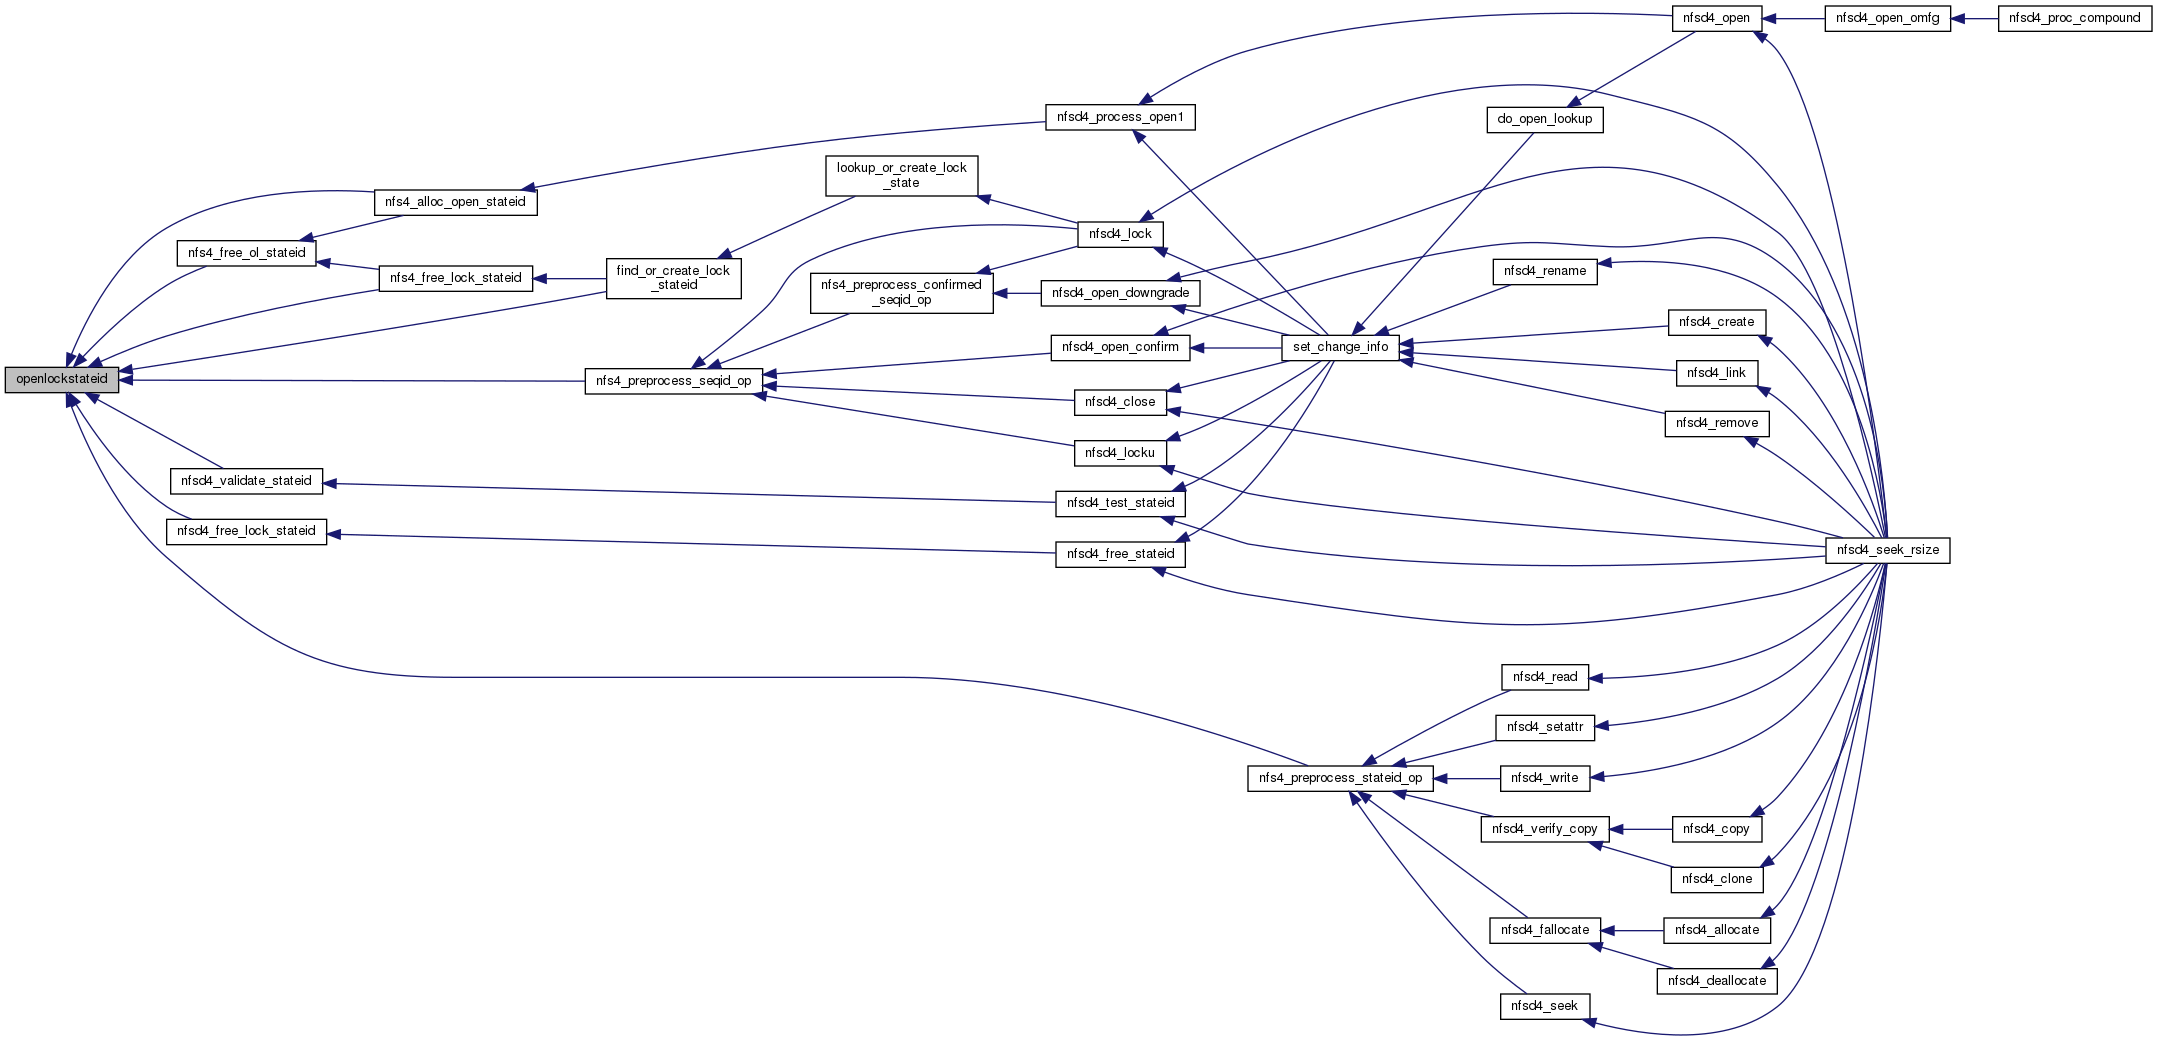 nfsd4_open
nfsd4_open_omfg
nfsd4_proc_compound
nfsd4_process_open1
do_open_lookup
lookup_or_create_lock
_state
nfs4_alloc_open_stateid
nfsd4_lock
nfs4_free_ol_stateid
nfs4_free_lock_stateid
find_or_create_lock
_stateid
nfs4_preprocess_confirmed
_seqid_op
nfsd4_open_downgrade
nfsd4_rename
nfsd4_create
nfsd4_open_confirm
set_change_info
nfsd4_link
openlockstateid
nfs4_preprocess_seqid_op
nfsd4_close
nfsd4_remove
nfsd4_locku
nfsd4_validate_stateid
nfsd4_test_stateid
nfsd4_free_lock_stateid
nfsd4_free_stateid
nfsd4_seek_rsize
nfsd4_read
nfsd4_setattr
nfs4_preprocess_stateid_op
nfsd4_write
nfsd4_verify_copy
nfsd4_copy
nfsd4_clone
nfsd4_fallocate
nfsd4_allocate
nfsd4_deallocate
nfsd4_seek